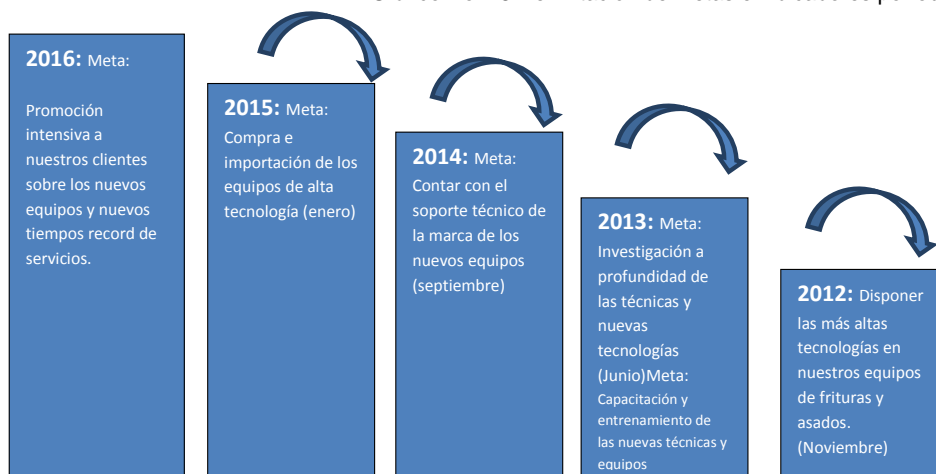 2016: Meta:
Promoción
intensiva a
nuestros clientes
sobre los nuevos
equipos y nuevos
tiempos record de
servicios.
2015: Meta:
Compra e
importación de los
equipos de alta
tecnología (enero)
2014: Meta:
Contar con el
soporte técnico de
la marca de los
nuevos equipos
(septiembre)
2013: Meta:
Investigación a
profundidad de
las técnicas y
nuevas
tecnologías
(Junio)Meta:
Capacitación y
entrenamiento de
las nuevas técnicas y
equipos
2012: Disponer
las más altas
tecnologías en
nuestros equipos
de frituras y
asados.
(Noviembre)